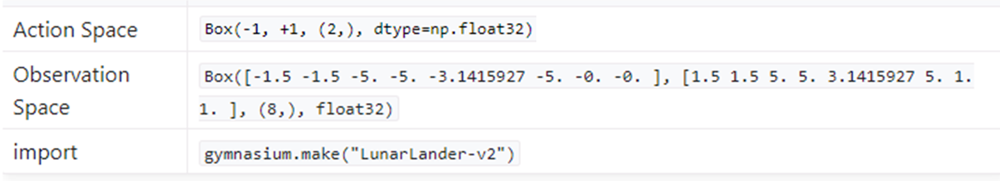 Action Space Box(-1, +1, (2,), dtype=np.float32)
Observation Space Box([-1.5 -1.5 -5. -5. -3.1415927 -5. -0. -0. ], [1.5 1.5 5. 5. 3.1415927 5. 1.
1. ], (8,), float32)
import gymnasium.make("LunarLander-v2")